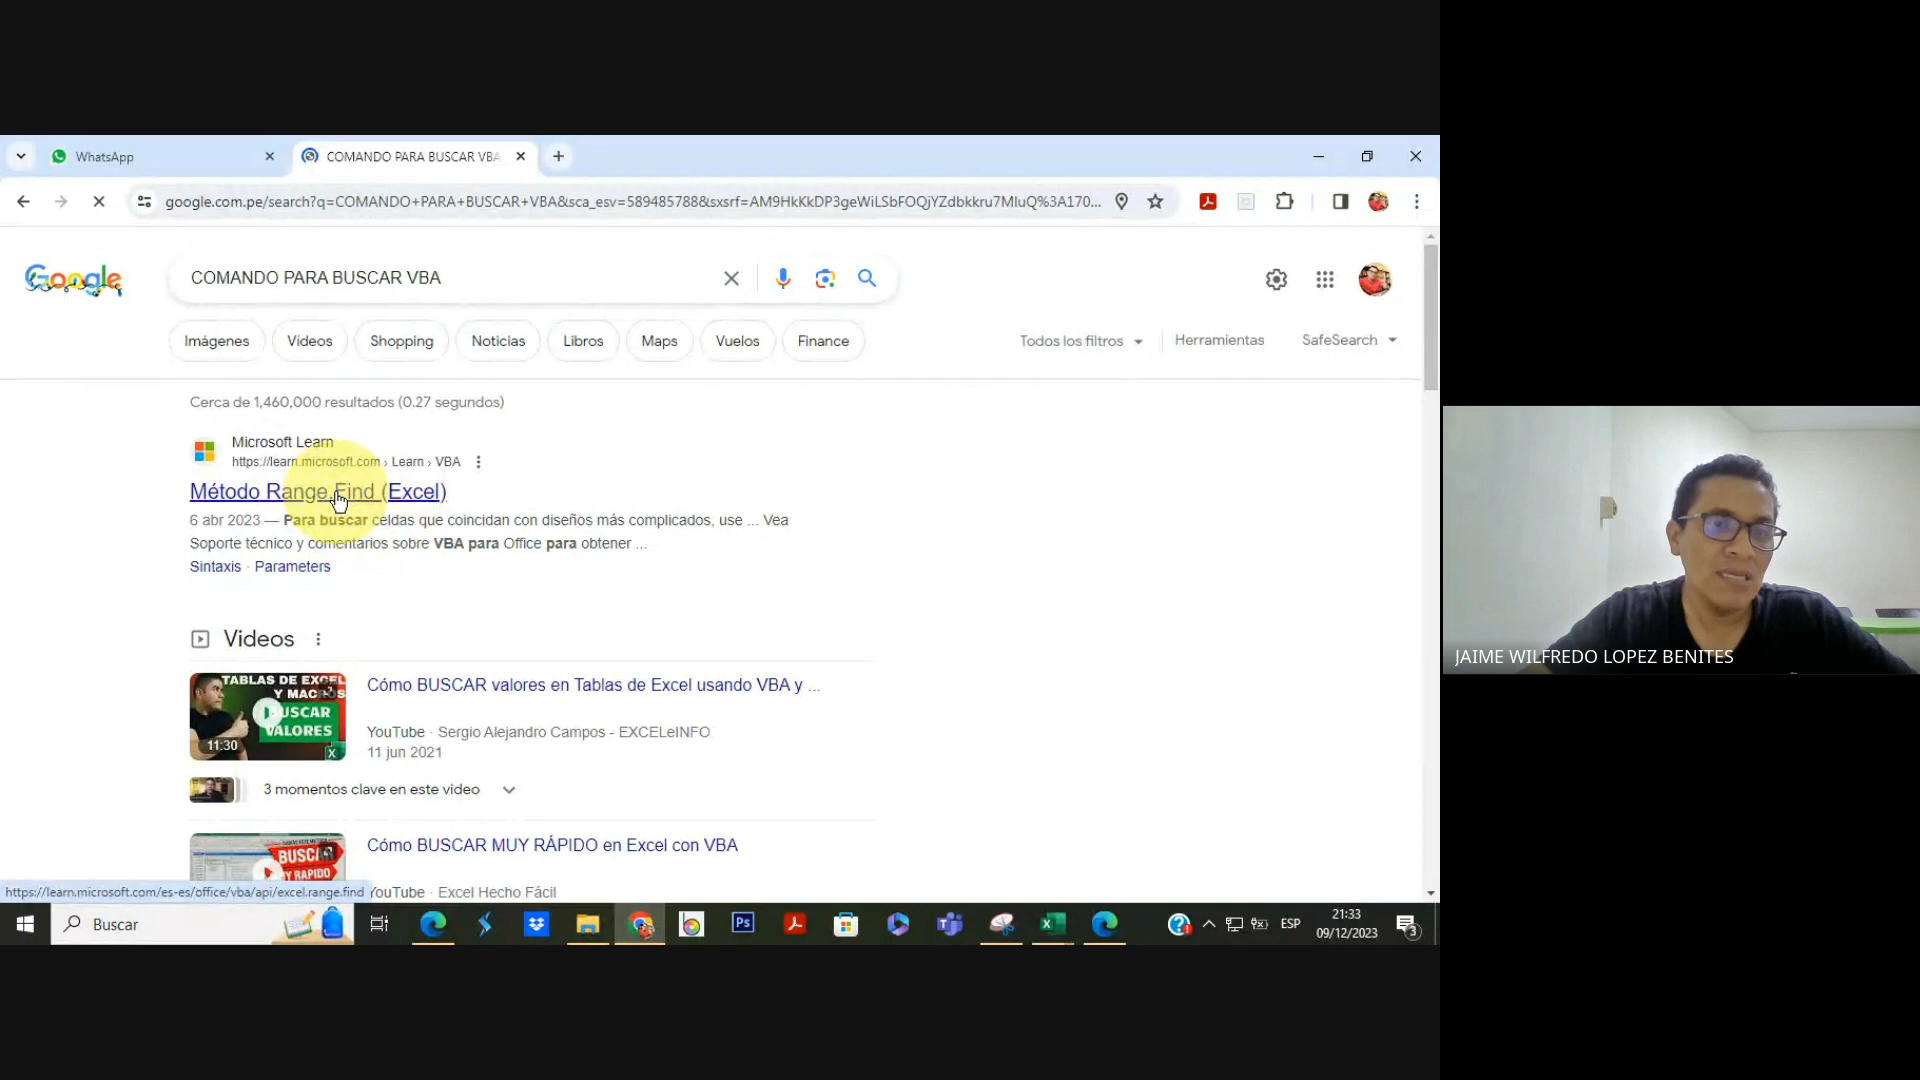 WhatsApp
COMANDO PARA BUSCAR VBA
google.com.pe/search?q=COMANDO+PARA+BUSCAR+VBA&sca_esv=589485788&sxsrf=AM9HkKkDP3geWiLSbFOQjYZdbkkru7MluQ%3A170...
Google
COMANDO PARA BUSCAR VBA
Imágenes
Videos
Shopping
Noticias
Libros
Maps
Vuelos
Finance
Todos los filtros
Herramientas
SafeSearch
Cerca de 1,460,000 resultados (0.27 segundos)
Microsoft Learn
https://learn.microsoft.com › Learn › VBA
Método Range.Find (Excel)
6 abr 2023 — Para buscar celdas que coincidan con diseños más complicados, use ... Vea
Soporte técnico y comentarios sobre VBA para Office para obtener ...
Sintaxis · Parameters
Videos
TABLAS DE EXCEL
Y MACROS
BUSCAR
VALORES
11:30
Cómo BUSCAR valores en Tablas de Excel usando VBA y ...
YouTube · Sergio Alejandro Campos - EXCELeINFO
11 jun 2021
3 momentos clave en este video
Cómo BUSCAR MUY RÁPIDO en Excel con VBA
YouTube · Excel Hecho Fácil
https://learn.microsoft.com/es-es/office/vba/api/excel.range.find
Buscar
Ps
ESP
21:33
09/12/2023
3
JAIME WILFREDO LOPEZ BENITES